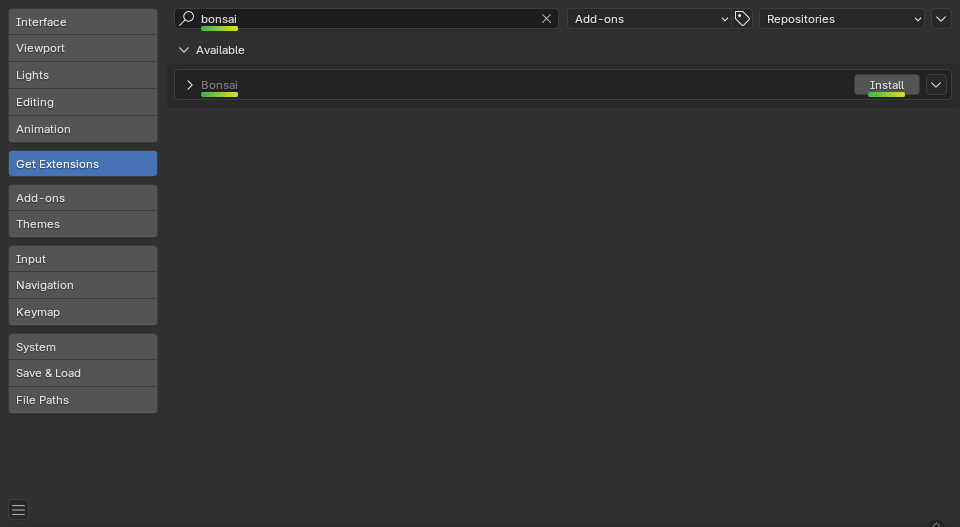 Interface
Viewport
Lights
Editing
Animation
Get Extensions
Add-ons
Themes
Input
Navigation
Keymap
System
Save & Load
File Paths
bonsai
Add-ons
Repositories
Available
Bonsai
Install